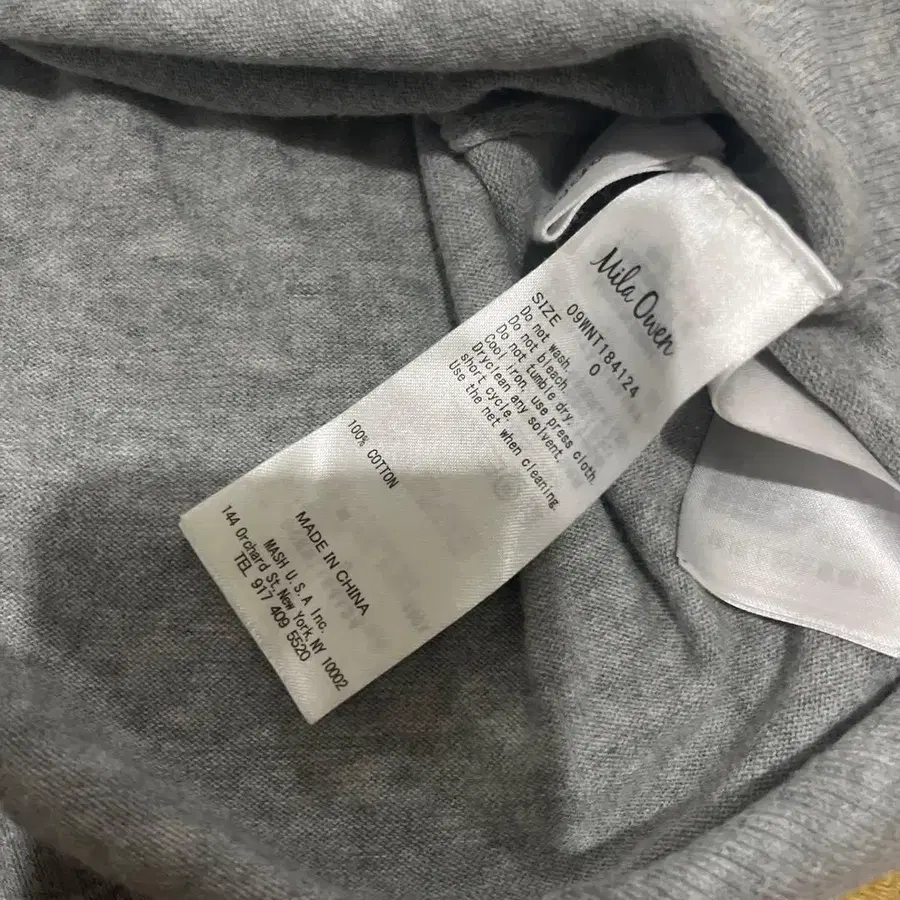 Mila Owen
09WNT184124
SIZE 0
Do not wash.
Do not bleach.
Do not tumble dry.
Cool iron, use press cloth.
Dryclean any solvent.
short cycle.
Use the net when cleaning.
100% COTTON
MADE IN CHINA
MASH U.S.A Inc.
144 Orchard St, New York, NY 10002
TEL 917 409 5520